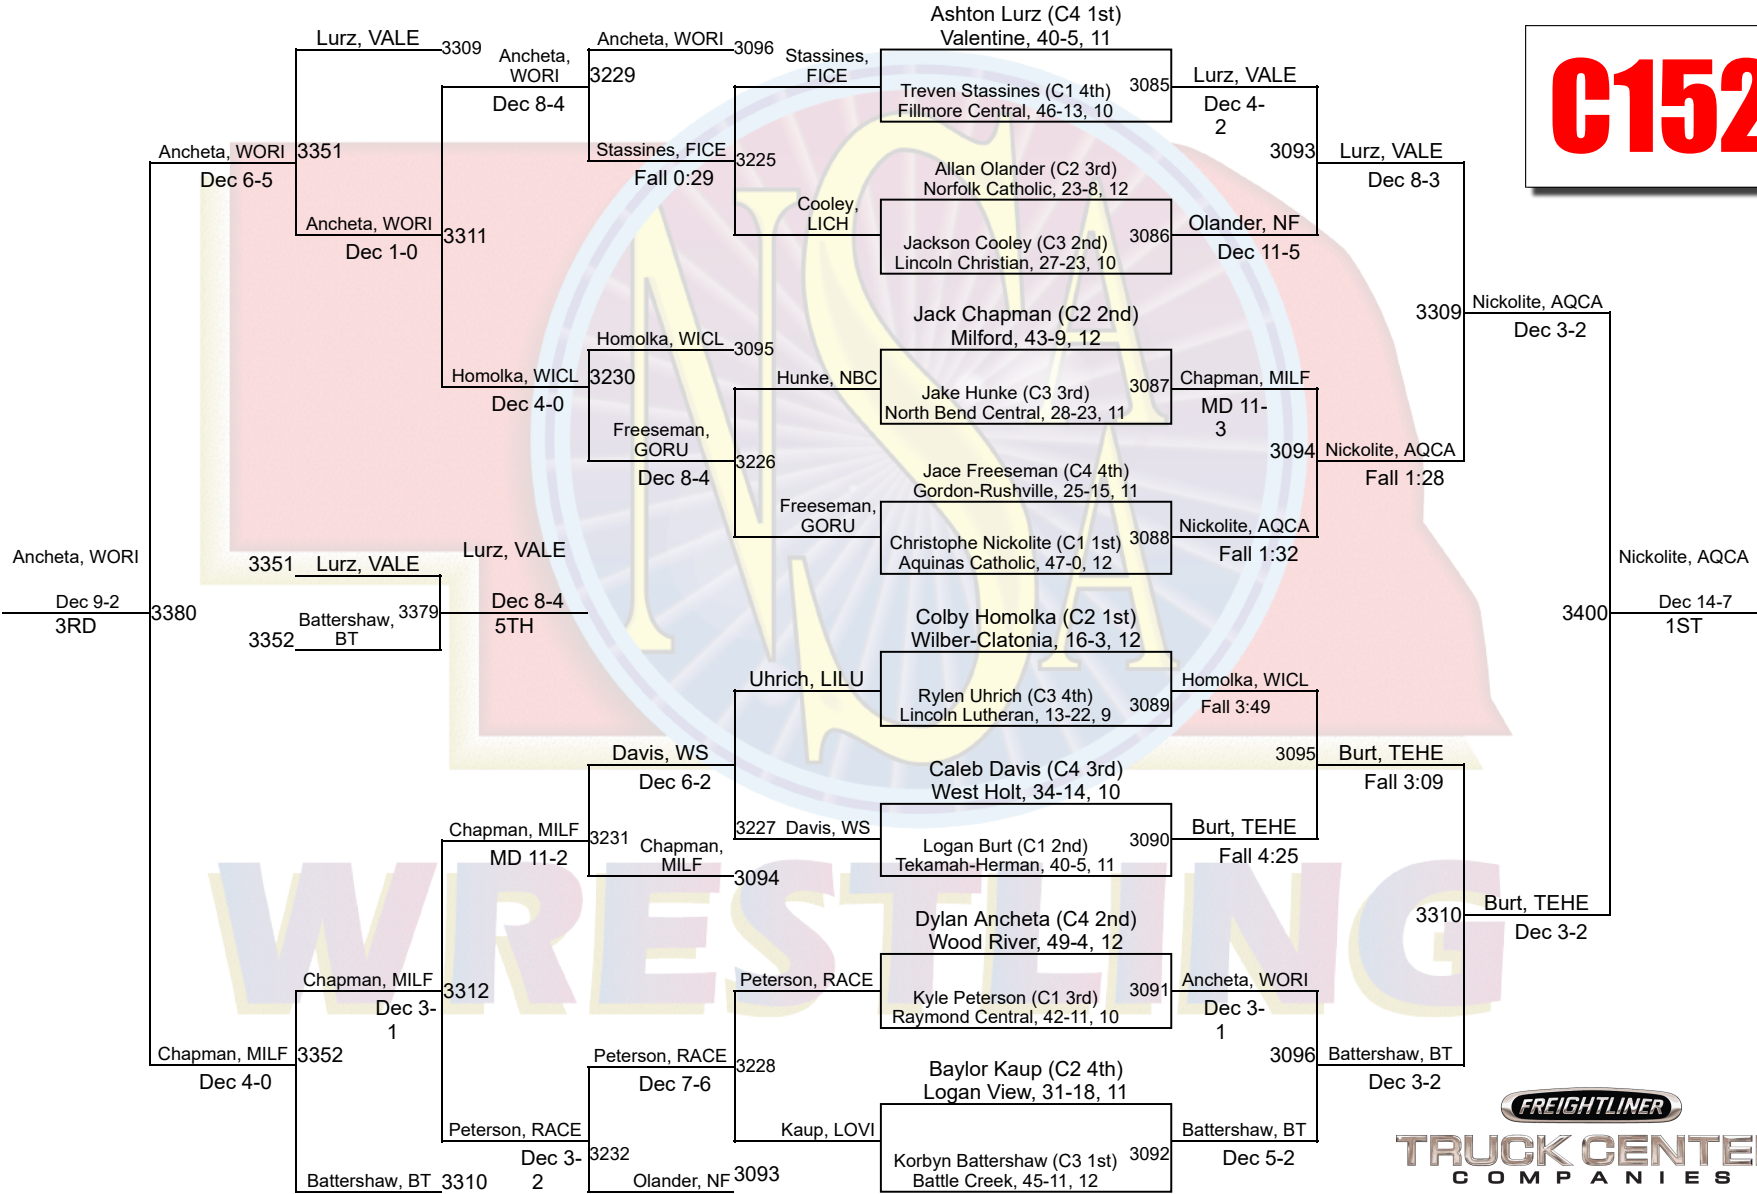 Ashton Lurz (C4 1st)
Valentine, 40-5, 11
Treven Stassines (C1 4th)
Fillmore Central, 46-13, 10
3085
Allan Olander (C2 3rd)
Norfolk Catholic, 23-8, 12
Jackson Cooley (C3 2nd)
Lincoln Christian, 27-23, 10
3086
Jack Chapman (C2 2nd)
Milford, 43-9, 12
Jake Hunke (C3 3rd)
North Bend Central, 28-23, 11
3087
Jace Freeseman (C4 4th)
Gordon-Rushville, 25-15, 11
Christophe Nickolite (C1 1st)
Aquinas Catholic, 47-0, 12
3088
Colby Homolka (C2 1st)
Wilber-Clatonia, 16-3, 12
Rylen Uhrich (C3 4th)
Lincoln Lutheran, 13-22, 9
3089
Caleb Davis (C4 3rd)
West Holt, 34-14, 10
Logan Burt (C1 2nd)
Tekamah-Herman, 40-5, 11
3090
Dylan Ancheta (C4 2nd)
Wood River, 49-4, 12
Kyle Peterson (C1 3rd)
Raymond Central, 42-11, 10
3091
Baylor Kaup (C2 4th)
Logan View, 31-18, 11
Korbyn Battershaw (C3 1st)
Battle Creek, 45-11, 12
3092
Lurz, VALE
Dec 4-
2
3093
Olander, NF
Dec 11-5
Chapman, MILF
MD 11-
3
3094
Nickolite, AQCA
Fall 1:32
Homolka, WICL
Fall 3:49
3095
Burt, TEHE
Fall 4:25
Ancheta, WORI
Dec 3-
1
3096
Battershaw, BT
Dec 5-2
Lurz, VALE
Dec 8-3
3309
Nickolite, AQCA
Fall 1:28
Burt, TEHE
Fall 3:09
3310
Battershaw, BT
Dec 3-2
Nickolite, AQCA
Dec 3-2
3400
Burt, TEHE
Dec 3-2
Nickolite, AQCA
Dec 14-7
1ST
Stassines,
FICE
3225
Cooley,
LICH
Hunke, NBC
3226
Freeseman,
GORU
Uhrich, LILU
3227
Davis, WS
Peterson, RACE
3228
Kaup, LOVI
Ancheta, WORI
3096
3229
Stassines, FICE
Fall 0:29
Homolka, WICL
3095
3230
Freeseman,
GORU
Dec 8-4
Davis, WS
Dec 6-2
3231
Chapman,
MILF
3094
Peterson, RACE
Dec 7-6
3232
Olander, NF
3093
Ancheta,
WORI
Dec 8-4
3311
Homolka, WICL
Dec 4-0
Chapman, MILF
MD 11-2
3312
Peterson, RACE
Dec 3-
2
Lurz, VALE
3309
3351
Ancheta, WORI
Dec 1-0
Chapman, MILF
Dec 3-
1
3352
Battershaw, BT
3310
Ancheta, WORI
Dec 6-5
3380
Chapman, MILF
Dec 4-0
Ancheta, WORI
Dec 9-2
3RD
3351
Lurz, VALE
3379
3352
Battershaw,
BT
Lurz, VALE
Dec 8-4
5TH
C152
NSAA
WRESTLING
FREIGHTLINER
TRUCK CENTE
COMPANIES